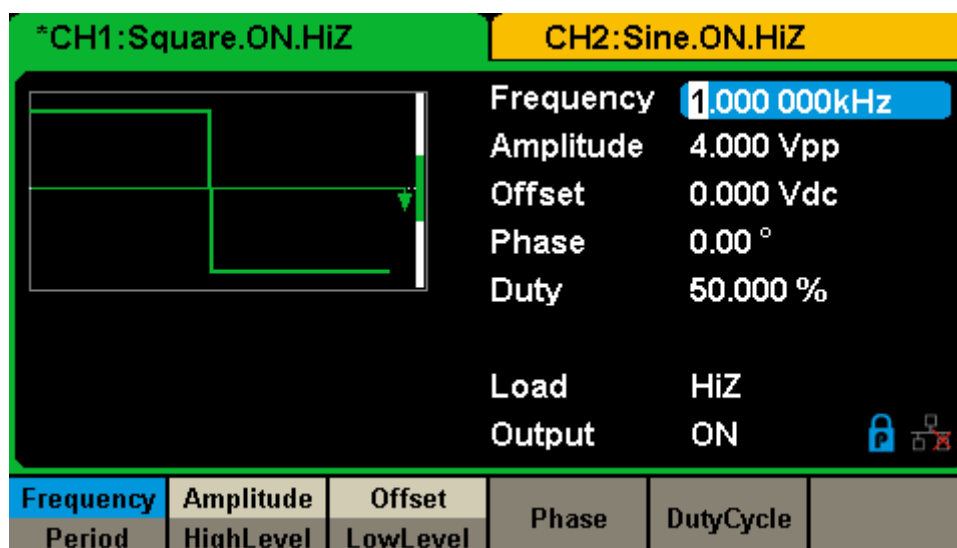 *CH1:Square.ON.HiZ
CH2:Sine.ON.HiZ
Frequency 1.000 000kHz
Amplitude 4.000 Vpp
Offset 0.000 Vdc
Phase 0.00 °
Duty 50.000 %
Load HiZ
Output ON
P
Frequency Amplitude Offset Phase DutyCycle
Period HighLevel LowLevel